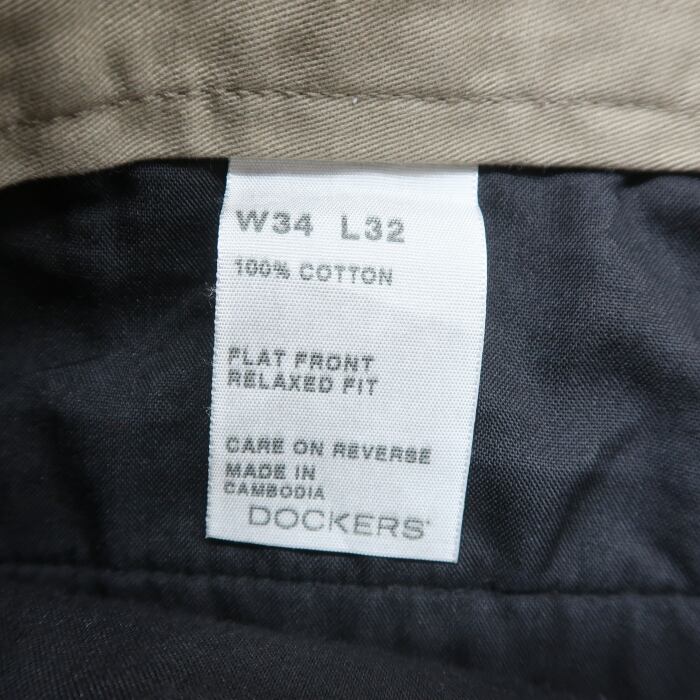 W34 L32
100% COTTON
FLAT FRONT
RELAXED FIT
CARE ON REVERSE
MADE IN
CAMBODIA
DOCKERS®